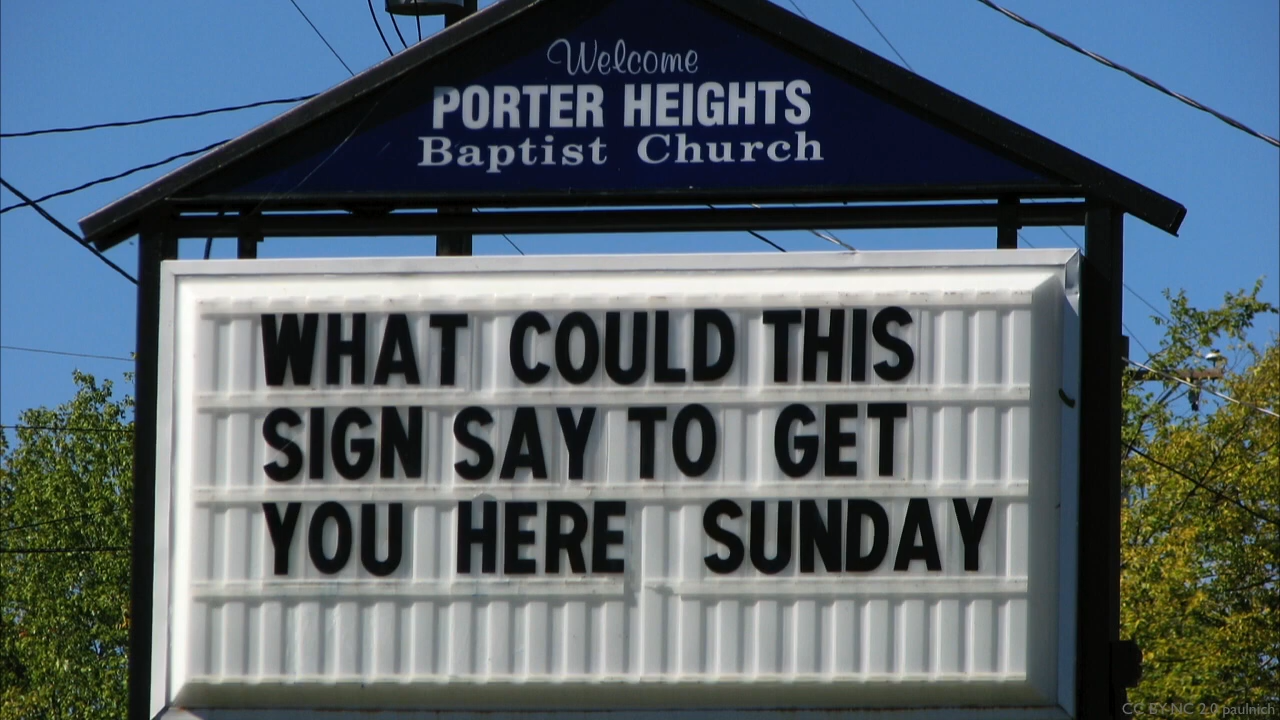 Welcome
PORTER HEIGHTS
Baptist Church
WHAT COULD THIS
SIGN SAY TO GET
YOU HERE SUNDAY
CC BY-NC 2.0 paulnich